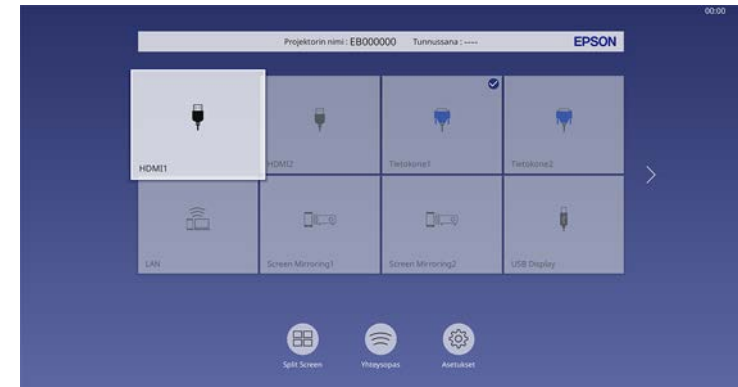 00:00
Projektorin nimi : EB000000 Tunnussana : ---- EPSON
HDMI1 HDMI2 Tietokone1 Tietokone2
LAN Screen Mirroring1 Screen Mirroring2 USB Display
Split Screen Yhteysopas Asetukset